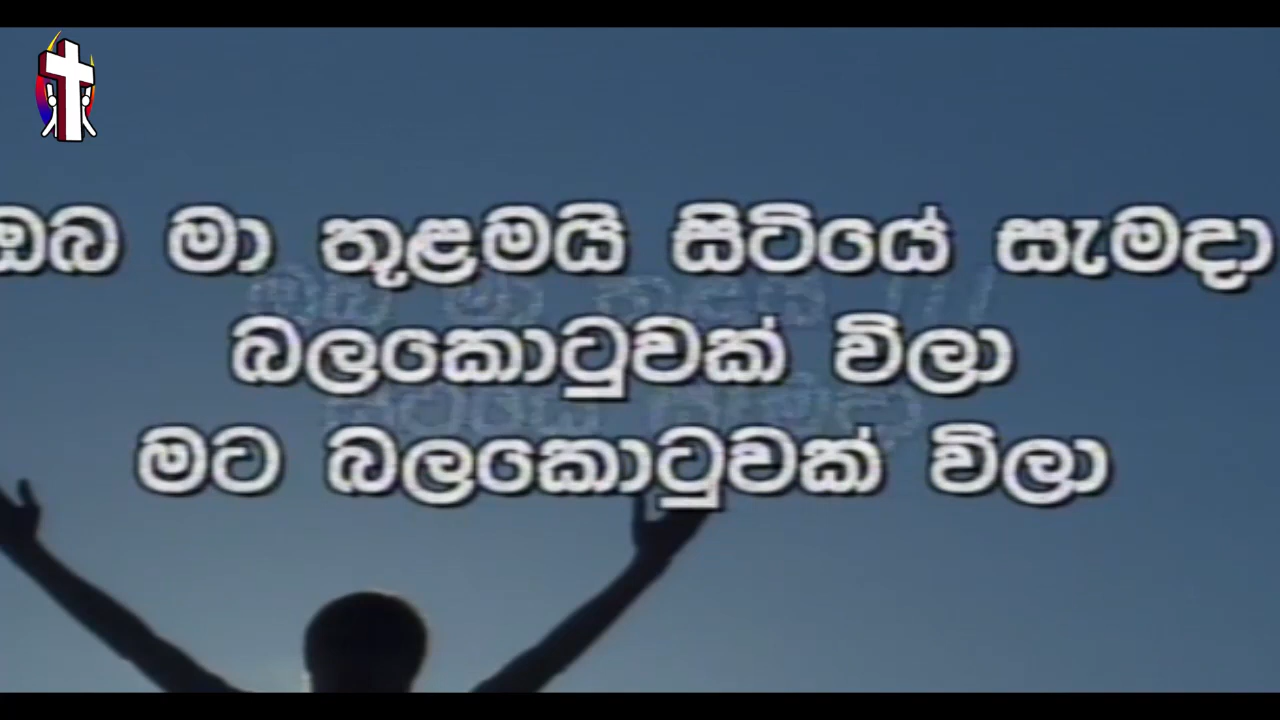 ඔබ මා තුළමයි සිටියේ සැමදා
බලකොටුවක් විලා
මට බලකොටුවක් විලා